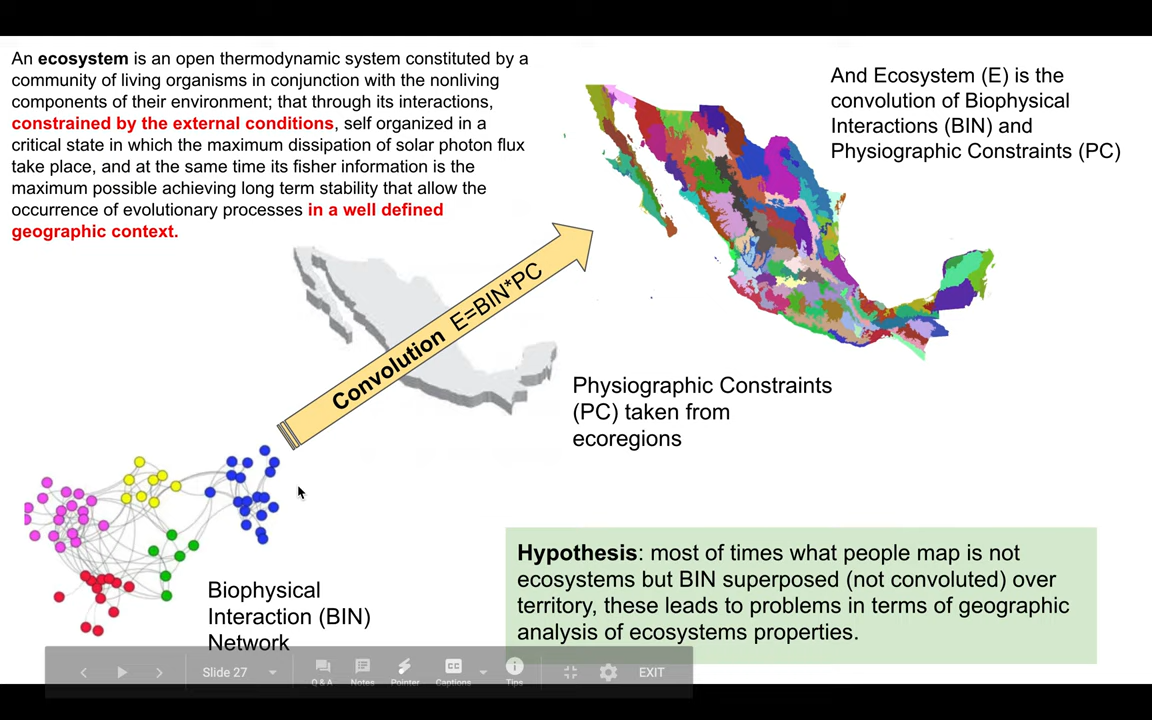 An ecosystem is an open thermodynamic system constituted by a
community of living organisms in conjunction with the nonliving
components of their environment; that through its interactions,
constrained by the external conditions, self organized in a
critical state in which the maximum dissipation of solar photon flux
take place, and at the same time its fisher information is the
maximum possible achieving long term stability that allow the
occurrence of evolutionary processes in a well defined
geographic context.
And Ecosystem (E) is the
convolution of Biophysical
Interactions (BIN) and
Physiographic Constraints (PC)
Convolution E=BIN*PC
Physiographic Constraints
(PC) taken from
ecoregions
Biophysical
Interaction (BIN)
Network
Hypothesis: most of times what people map is not
ecosystems but BIN superposed (not convoluted) over
territory, these leads to problems in terms of geographic
analysis of ecosystems properties.
Slide 27
Q & A
Notes
Pointer
CC
Captions
Tips
EXIT